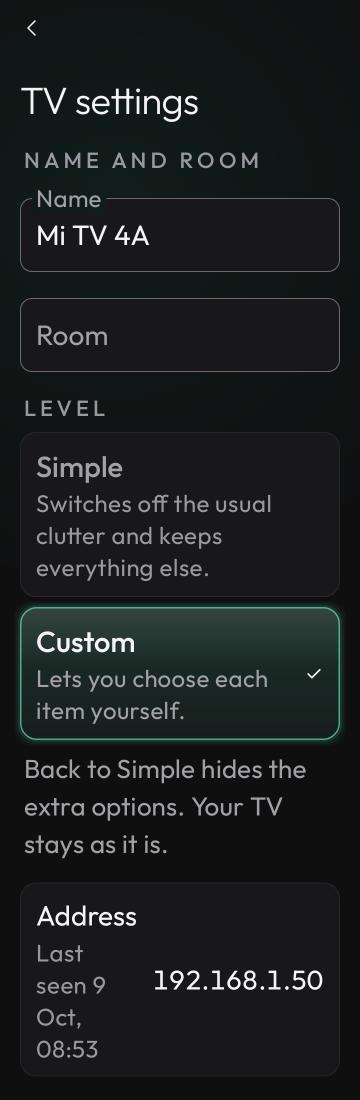 TV settings
NAME AND ROOM
Name
Mi TV 4A
Room
LEVEL
Simple
Switches off the usual
clutter and keeps
everything else.
Custom
Lets you choose each
item yourself.
Back to Simple hides the
extra options. Your TV
stays as it is.
Address
Last
seen 9
Oct,
08:53
192.168.1.50